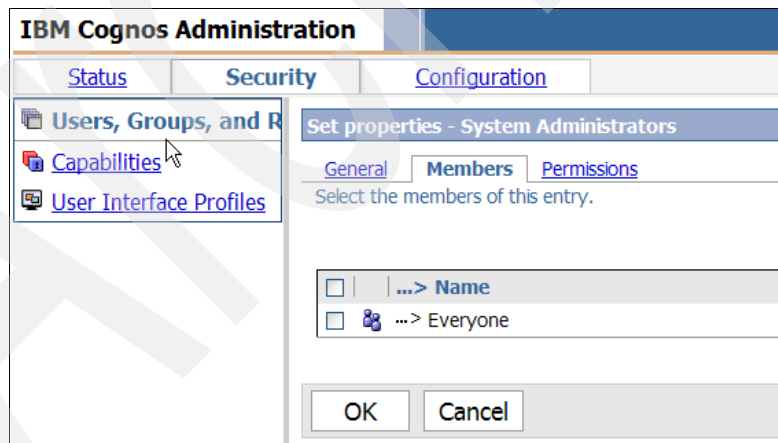 IBM Cognos Administration
Status Security Configuration
Users, Groups, and R
Capabilities
User Interface Profiles
Set properties - System Administrators
General Members Permissions
Select the members of this entry.
...> Name
...> Everyone
OK Cancel